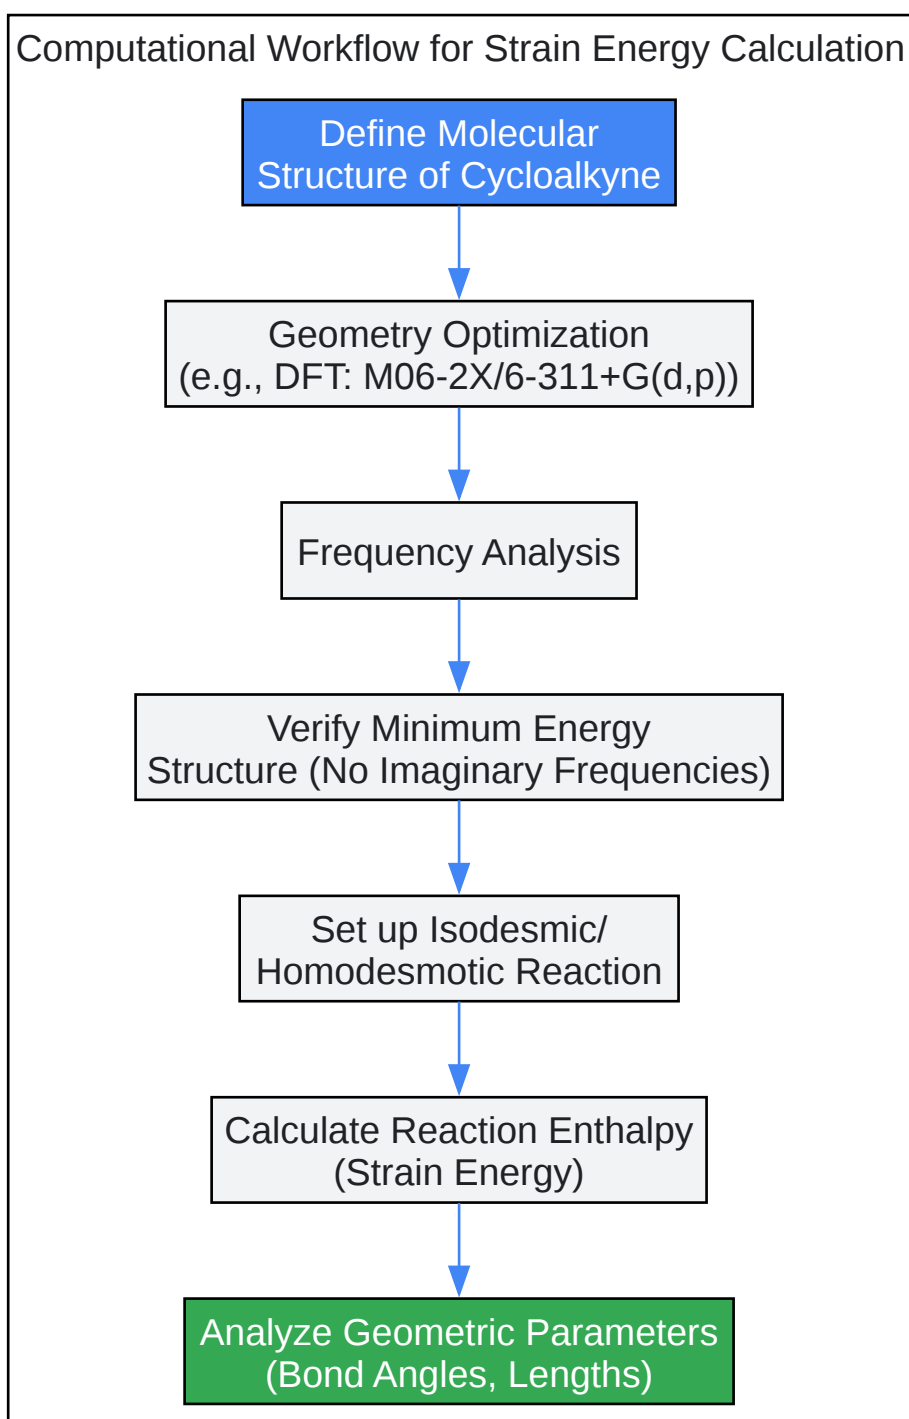 Computational Workflow for Strain Energy Calculation
Define Molecular
Structure of Cycloalkyne
Geometry Optimization
(e.g., DFT: M06-2X/6-311+G(d,p))
Frequency Analysis
Verify Minimum Energy
Structure (No Imaginary Frequencies)
Set up Isodesmic/
Homodesmotic Reaction
Calculate Reaction Enthalpy
(Strain Energy)
Analyze Geometric Parameters
(Bond Angles, Lengths)